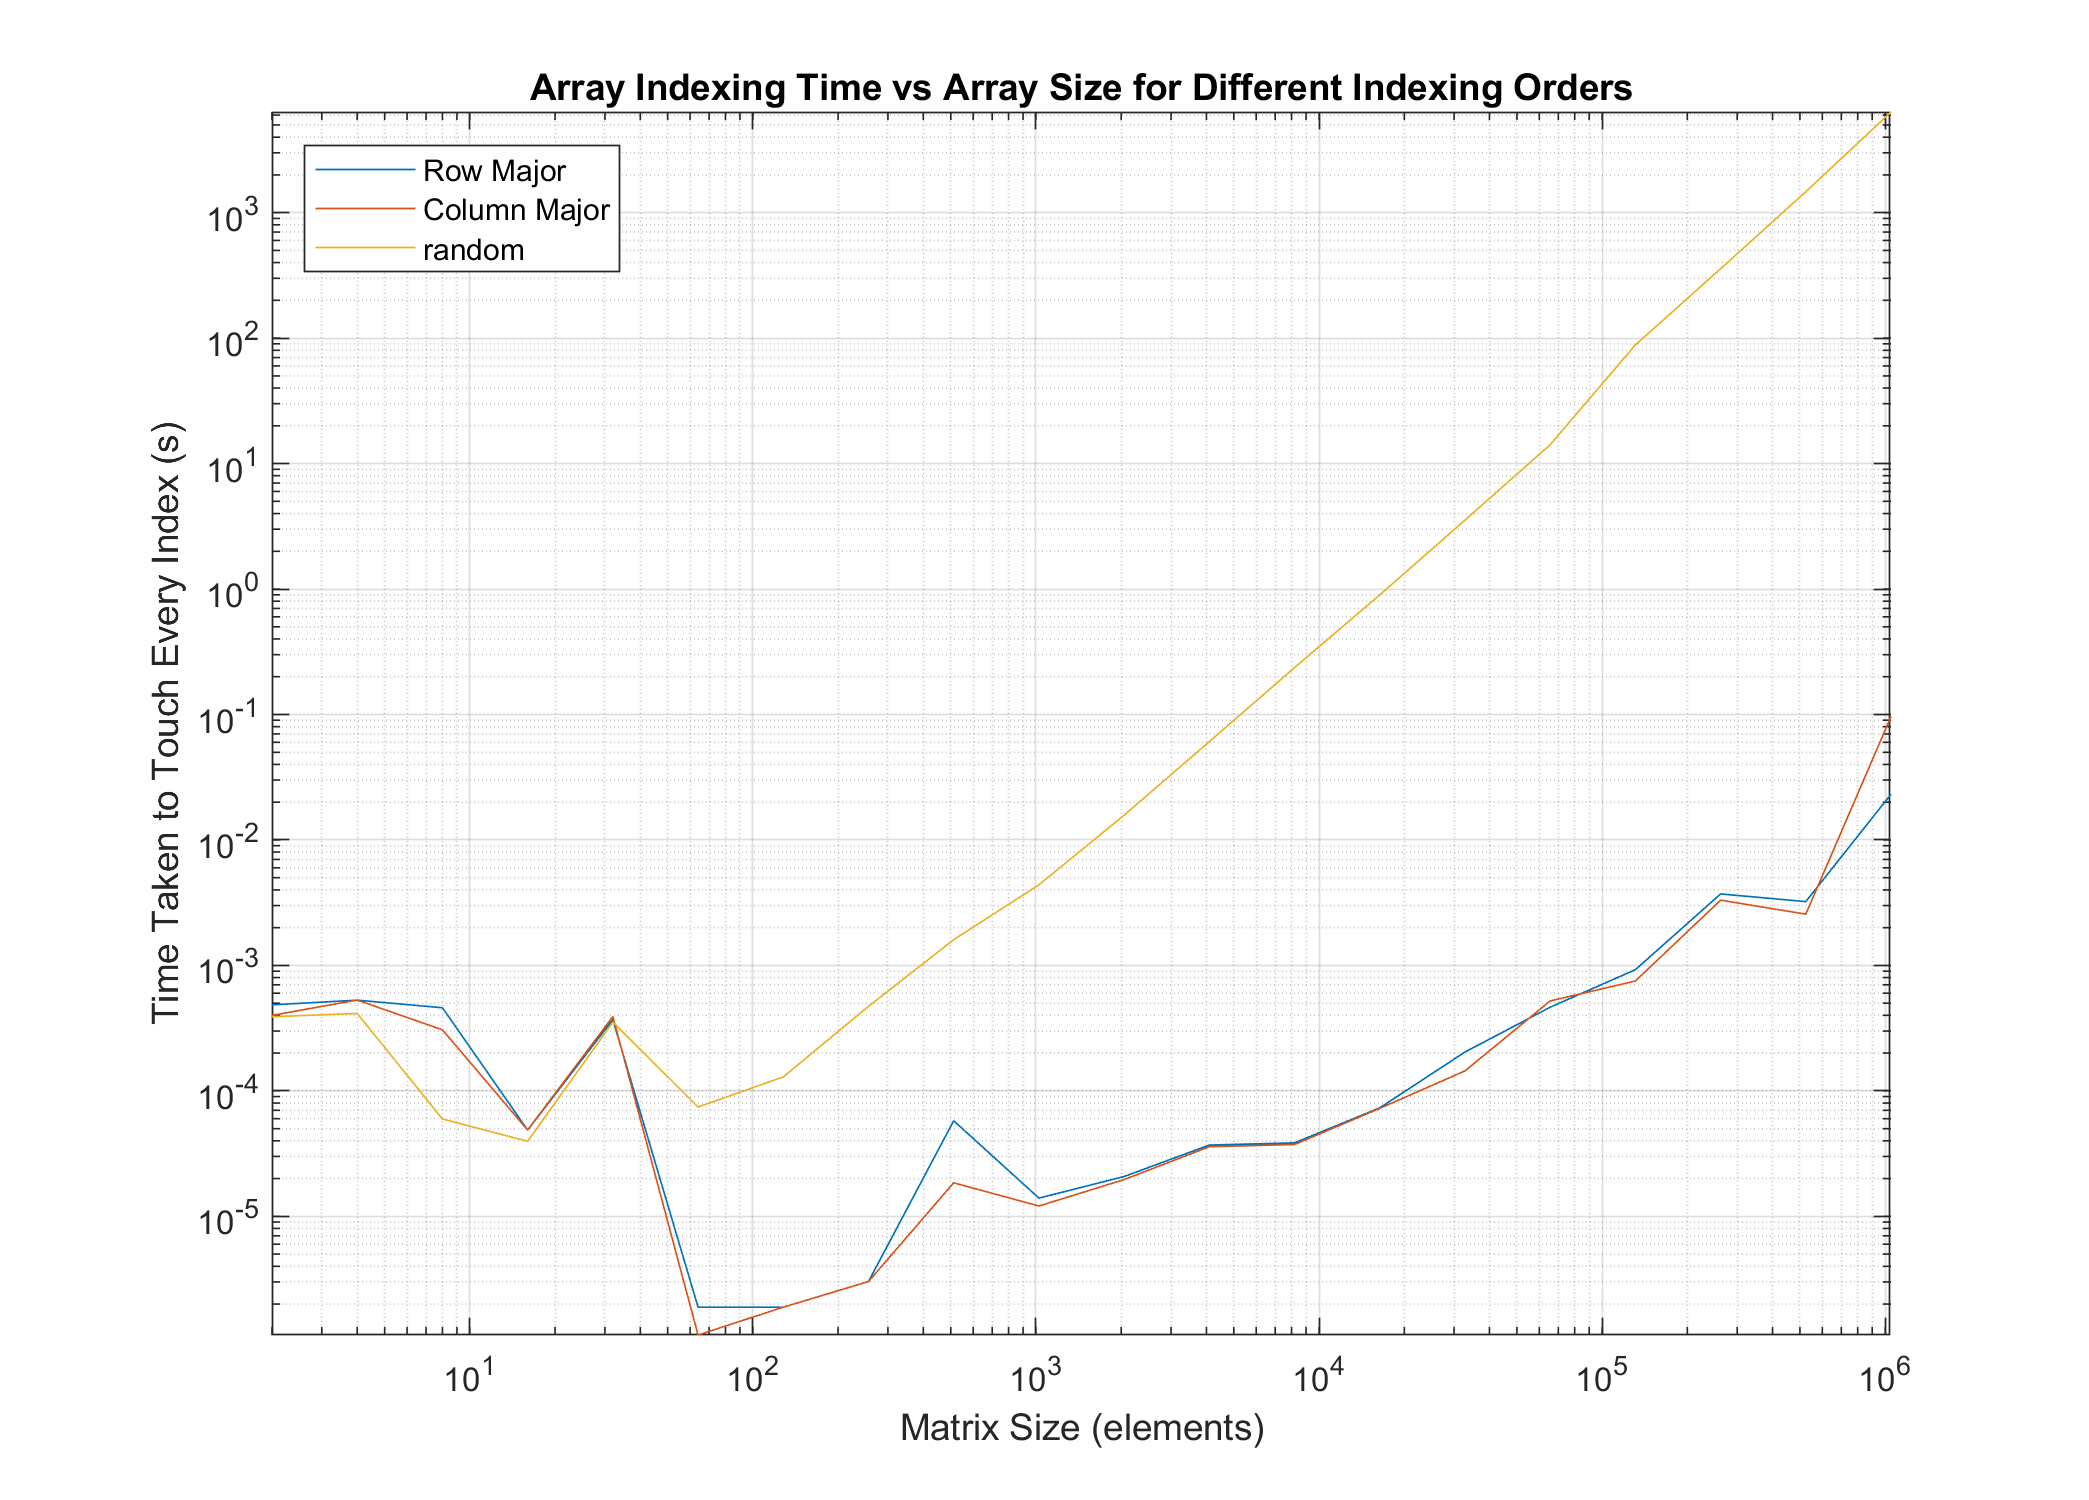 Array Indexing Time vs Array Size for Different Indexing Orders
Row Major
Column Major
random
10^3
10^2
10^1
10^0
10^-1
10^-2
10^-3
10^-4
10^-5
Time Taken to Touch Every Index (s)
10^1 10^2 10^3 10^4 10^5 10^6
Matrix Size (elements)